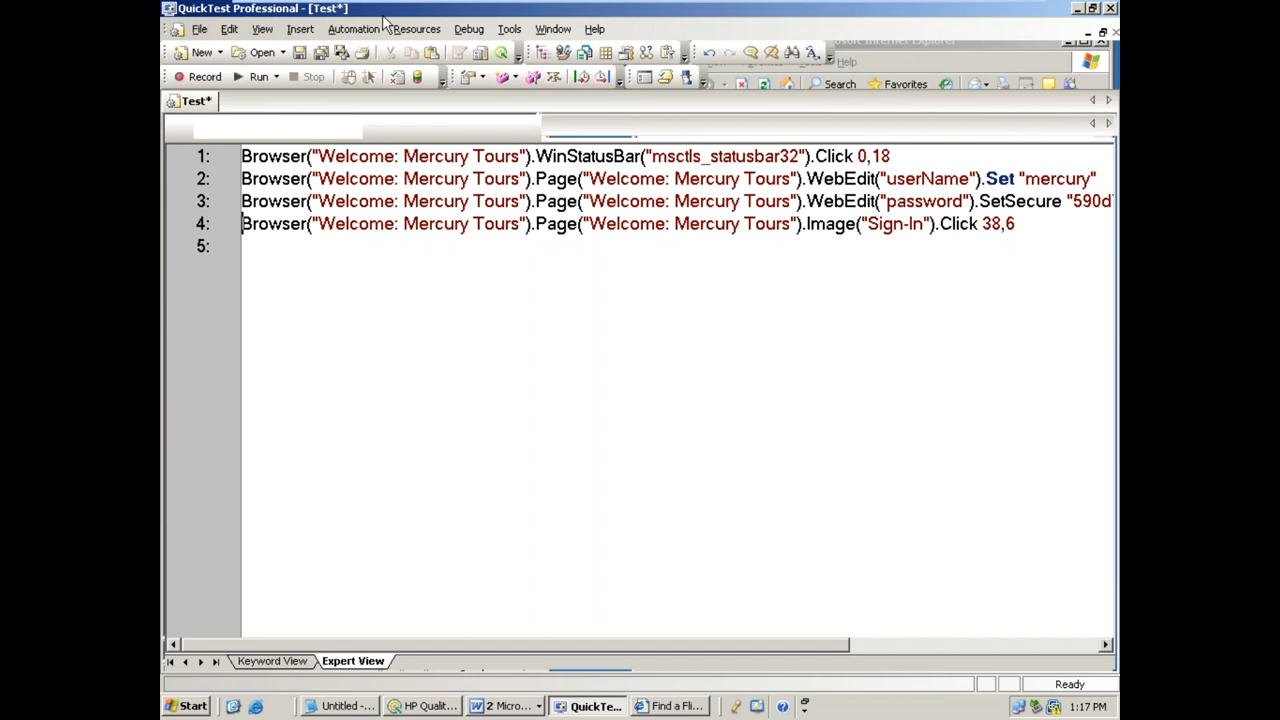 QuickTest Professional - [Test*]
File Edit View Insert Automation Resources Debug Tools Window Help
New Open
Record Run Stop Search Favorites
Test*
1: Browser("Welcome: Mercury Tours").WinStatusBar("msctls_statusbar32").Click 0,18
2: Browser("Welcome: Mercury Tours").Page("Welcome: Mercury Tours").WebEdit("userName").Set "mercury"
3: Browser("Welcome: Mercury Tours").Page("Welcome: Mercury Tours").WebEdit("password").SetSecure "590d
4: Browser("Welcome: Mercury Tours").Page("Welcome: Mercury Tours").Image("Sign-In").Click 38,6
5:
Keyword View Expert View
Ready
Start Untitled -... HP Qualit... 2 Micro... QuickTe... Find a Fli... 1:17 PM